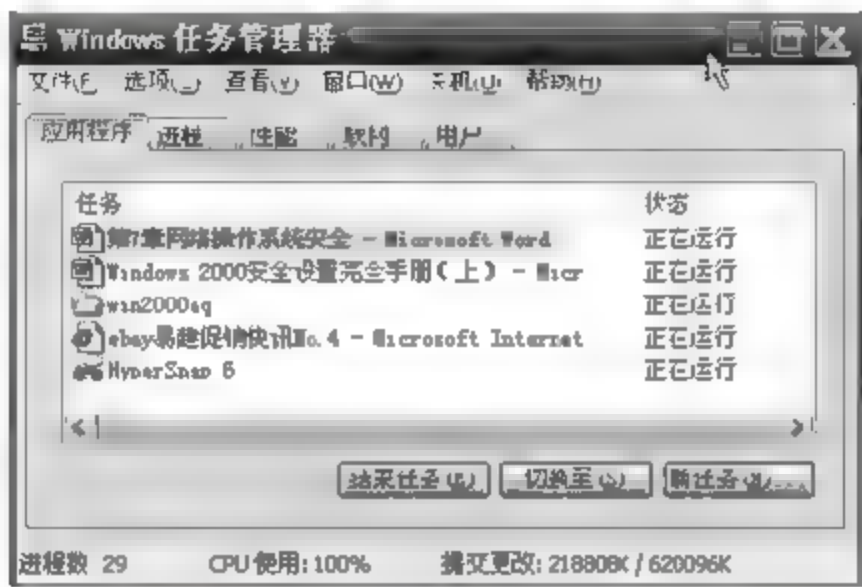 Windows 任务管理器
文件(F) 选项(O) 查看(V) 窗口(W) 关机(U) 帮助(H)
应用程序 进程 性能 联网 用户
任务 状态
第7章网络操作系统安全 - Microsoft Word 正在运行
Windows 2000安全设置完全手册(上) - Micr 正在运行
win2000aq 正在运行
ebay易趣促销快讯No.4 - Microsoft Internet 正在运行
HyperSnap 6 正在运行
结束任务(E) 切换至(S) 新任务(N)...
进程数 29 CPU 使用: 100% 提交更改: 218808K / 620096K